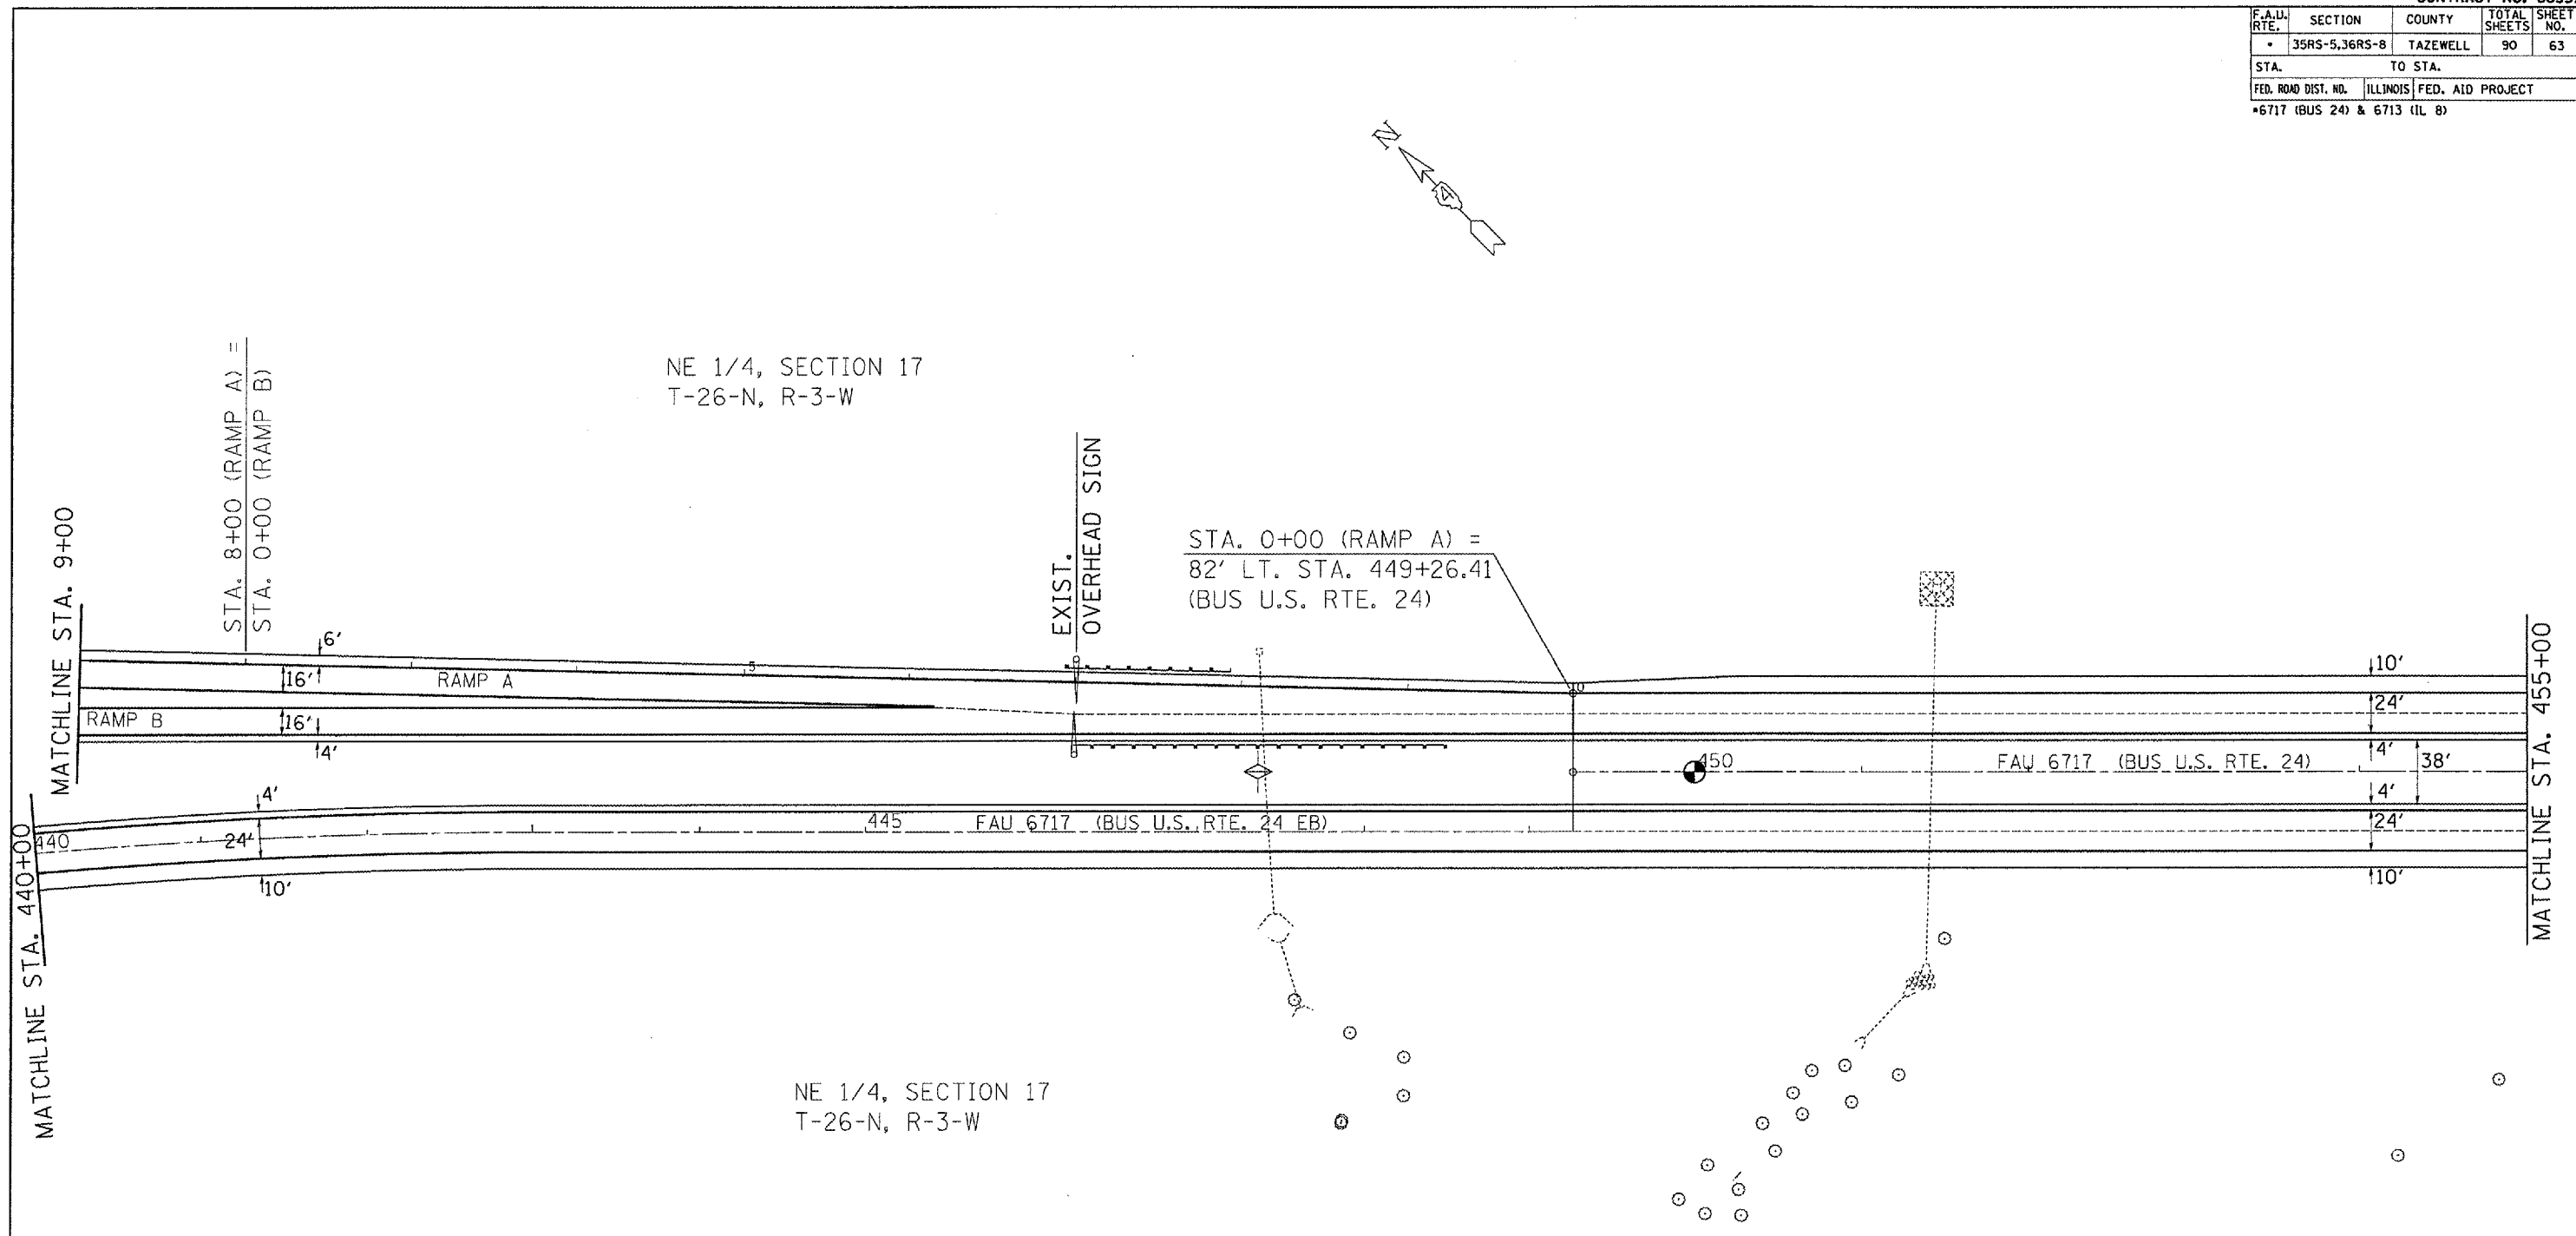 F.A.U. RTE. SECTION COUNTY TOTAL SHEETS SHEET NO.
• 35RS-5,36RS-8 TAZEWELL 90 63
STA. TO STA.
FED. ROAD DIST. NO. ILLINOIS FED. AID PROJECT
*6717 (BUS 24) & 6713 (IL 8)
N
4
NE 1/4, SECTION 17
T-26-N, R-3-W
STA. 8+00 (RAMP A) =
STA. 0+00 (RAMP B)
EXIST.
OVERHEAD SIGN
STA. 0+00 (RAMP A) =
82' LT. STA. 449+26.41
(BUS U.S. RTE. 24)
MATCHLINE STA. 9+00
6'
16'
RAMP A
5
10
10'
24'
RAMP B
16'
4'
450
FAU 6717 (BUS U.S. RTE. 24)
4'
38'
MATCHLINE STA. 455+00
4'
4'
440
24'
445
FAU 6717 (BUS U.S. RTE. 24 EB)
24'
10'
10'
MATCHLINE STA. 440+00
NE 1/4, SECTION 17
T-26-N, R-3-W